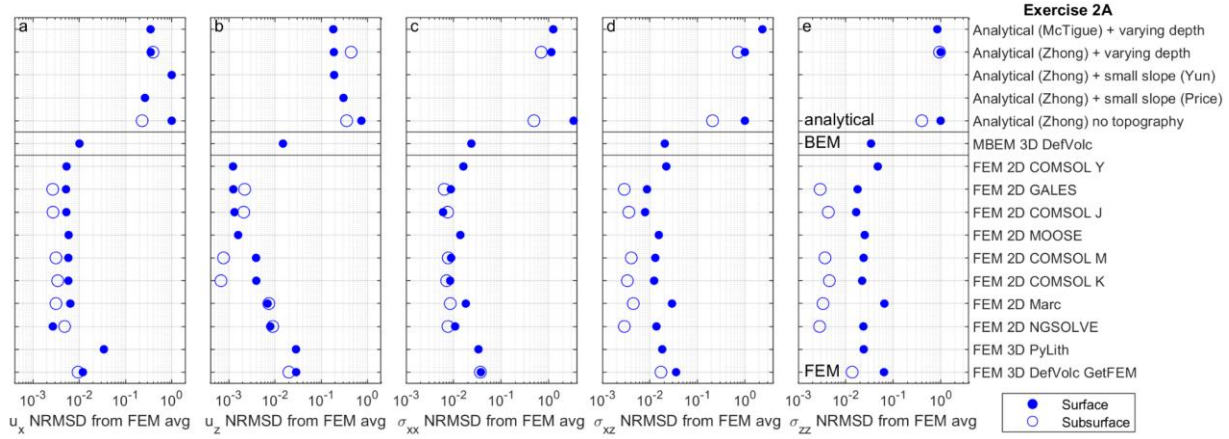 Exercise 2A
a
b
c
d
e
Analytical (McTigue) + varying depth
Analytical (Zhong) + varying depth
Analytical (Zhong) + small slope (Yun)
Analytical (Zhong) + small slope (Price)
analytical
Analytical (Zhong) no topography
BEM
MBEM 3D DefVolc
FEM 2D COMSOL Y
FEM 2D GALES
FEM 2D COMSOL J
FEM 2D MOOSE
FEM 2D COMSOL M
FEM 2D COMSOL K
FEM 2D Marc
FEM 2D NGSOLVE
FEM 3D PyLith
FEM
FEM 3D DefVolc GetFEM
10⁻³ 10⁻² 10⁻¹ 10⁰ 10⁻³ 10⁻² 10⁻¹ 10⁰ 10⁻³ 10⁻² 10⁻¹ 10⁰ 10⁻³ 10⁻² 10⁻¹ 10⁰ 10⁻³ 10⁻² 10⁻¹ 10⁰
uₓ NRMSD from FEM avg
u_z NRMSD from FEM avg
σₓₓ NRMSD from FEM avg
σ_xz NRMSD from FEM avg
σ_zz NRMSD from FEM avg
Surface
Subsurface